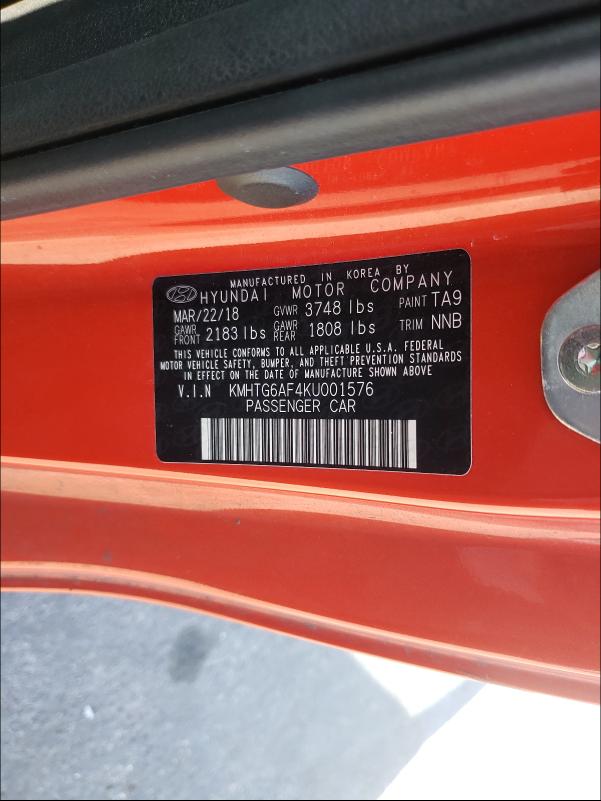 MANUFACTURED IN KOREA BY
HYUNDAI MOTOR COMPANY
MAR/22/18 GVWR 3748 lbs PAINT TA9
GAWR FRONT 2183 lbs GAWR REAR 1808 lbs TRIM NNB
THIS VEHICLE CONFORMS TO ALL APPLICABLE U.S.A. FEDERAL
MOTOR VEHICLE SAFETY, BUMPER, AND THEFT PREVENTION STANDARDS
IN EFFECT ON THE DATE OF MANUFACTURE SHOWN ABOVE
V.I.N KMHTG6AF4KU001576
PASSENGER CAR